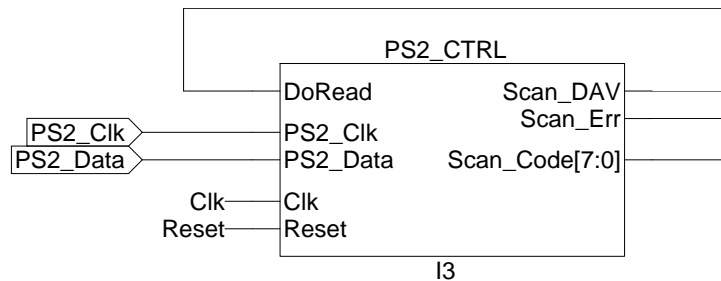 PS2_CTRL
DoRead Scan_DAV
Scan_Err
PS2_Clk PS2_Clk
PS2_Data PS2_Data Scan_Code[7:0]
Clk Clk
Reset Reset
I3